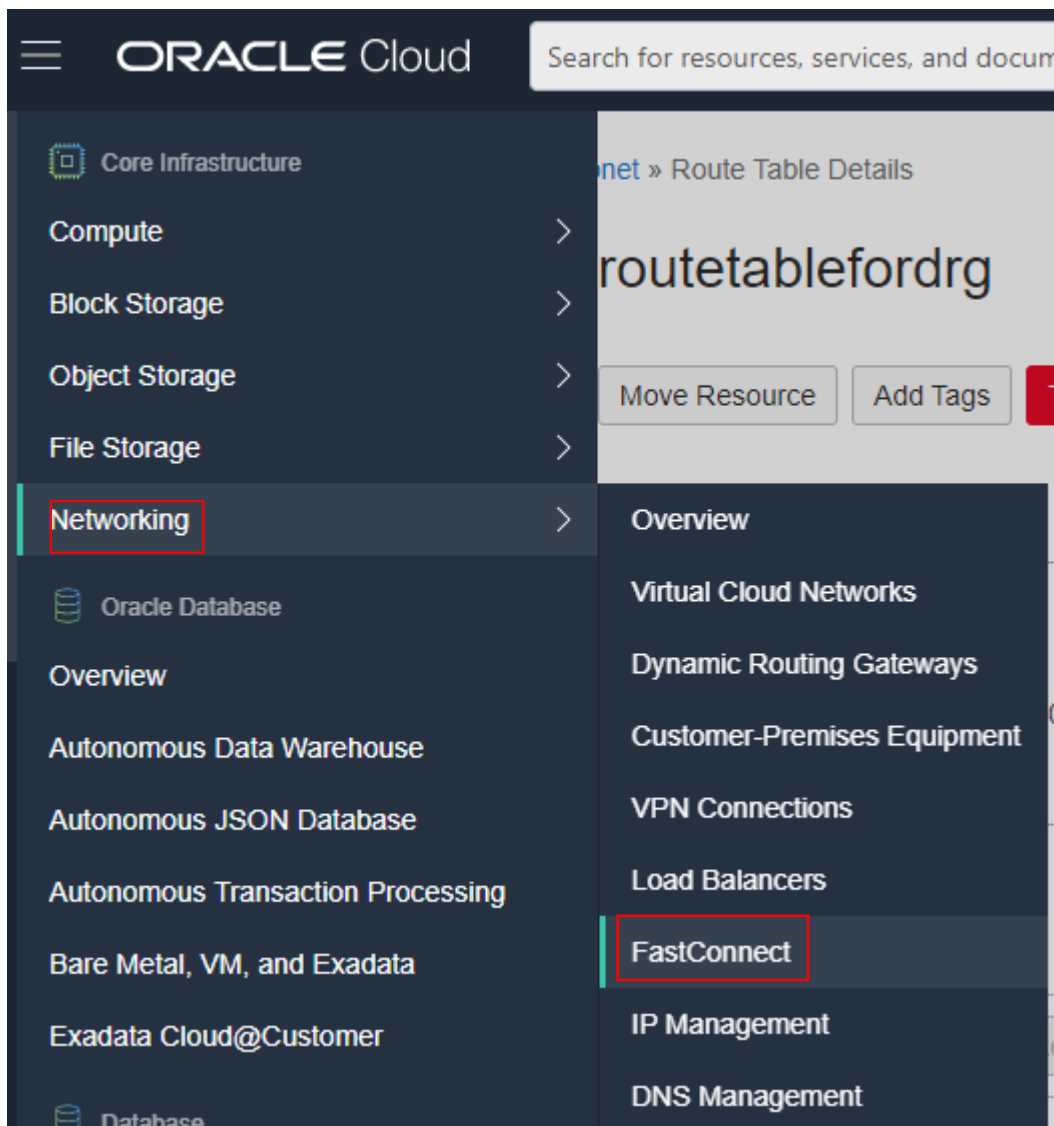 ORACLE Cloud
Search for resources, services, and docum
Core Infrastructure
Compute
Block Storage
Object Storage
File Storage
Networking
Oracle Database
Overview
Autonomous Data Warehouse
Autonomous JSON Database
Autonomous Transaction Processing
Bare Metal, VM, and Exadata
Exadata Cloud@Customer
Database
net » Route Table Details
routetablefordrg
Move Resource
Add Tags
Overview
Virtual Cloud Networks
Dynamic Routing Gateways
Customer-Premises Equipment
VPN Connections
Load Balancers
FastConnect
IP Management
DNS Management